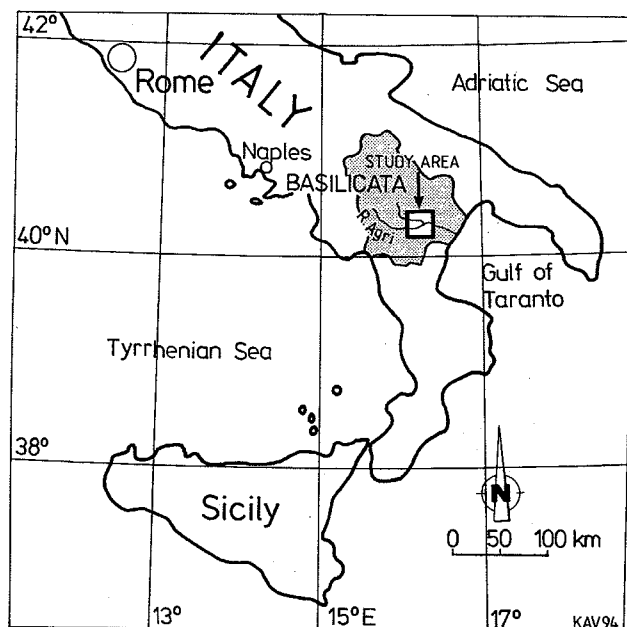 42°
ITALY
Rome
Adriatic Sea
Naples
STUDY AREA
BASILICATA
R.Agri
40°N
Gulf of
Taranto
Tyrrhenian Sea
38°
Sicily
N
0 50 100 km
13°
15°E
17°
KAV94